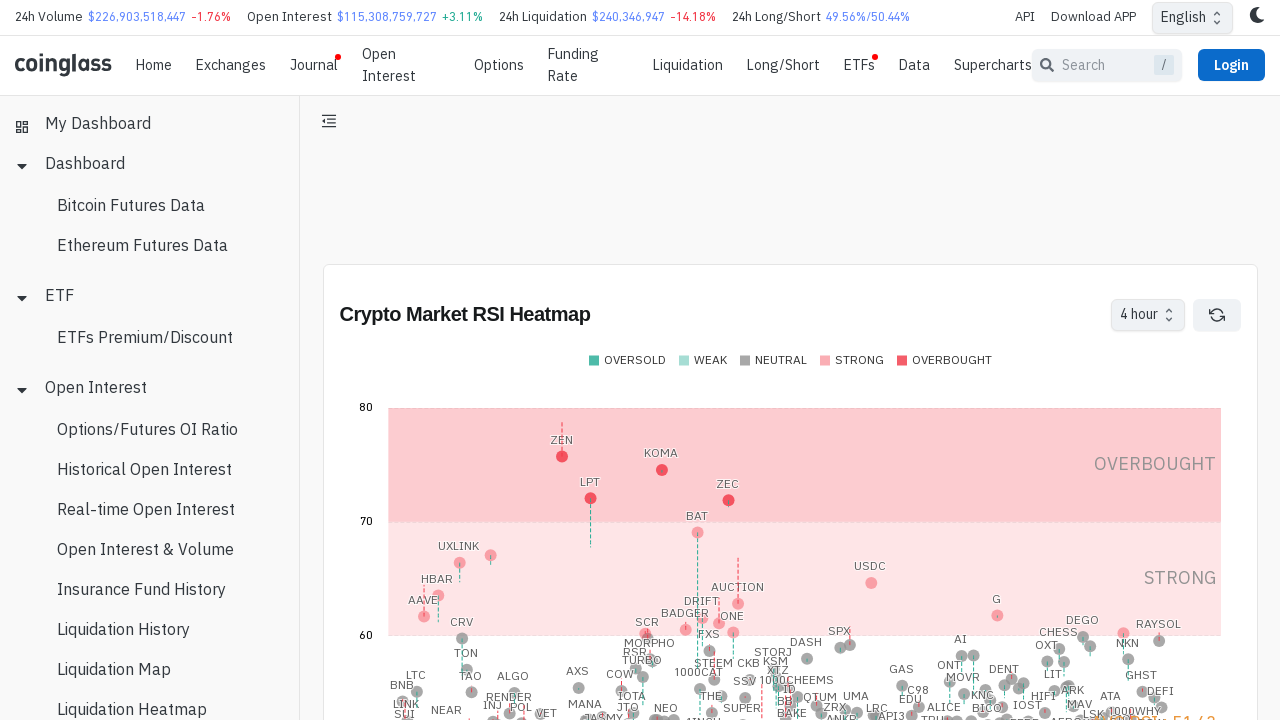 24h Volume $226,903,518,447 -1.76% Open Interest $115,308,759,727 +3.11% 24h Liquidation $240,346,947 -14.18% 24h Long/Short 49.56%/50.44% API Download APP English
coinglass Home Exchanges Journal Open Interest Options Funding Rate Liquidation Long/Short ETFs Data Supercharts Search / Login
My Dashboard
Dashboard
Bitcoin Futures Data
Ethereum Futures Data
ETF
ETFs Premium/Discount
Open Interest
Options/Futures OI Ratio
Historical Open Interest
Real-time Open Interest
Open Interest & Volume
Insurance Fund History
Liquidation History
Liquidation Map
Liquidation Heatmap
Crypto Market RSI Heatmap
4 hour
OVERSOLD WEAK NEUTRAL STRONG OVERBOUGHT
80
ZEN
KOMA
OVERBOUGHT
LPT ZEC
BAT
70
UXLINK
USDC
HBAR STRONG
AUCTION
AAVE DRIFT G
BADGER ONE
CRV SCR DEGO RAYSOL
60 FXS SPX CHESS
MORPHO DASH AI OXT NKN
TON RSR STORJ
TURBO STEEM CKB KSM
LTC TAO ALGO AXS COW 1000CAT XTZ GAS ONT DENT LIT GHST
BNB SSV 1000CHEEMS MOVR
RENDER IOTA THE ID QTUM UMA C98 KNC HIFI ARK ATA DEFI
LINK INJ POL MANA JTO NEO SUPER BB ZRX LRC EDU ALICE BICO IOST MAV
SUI NEAR VET JASMY BAKE API3 LSK 1000WHY